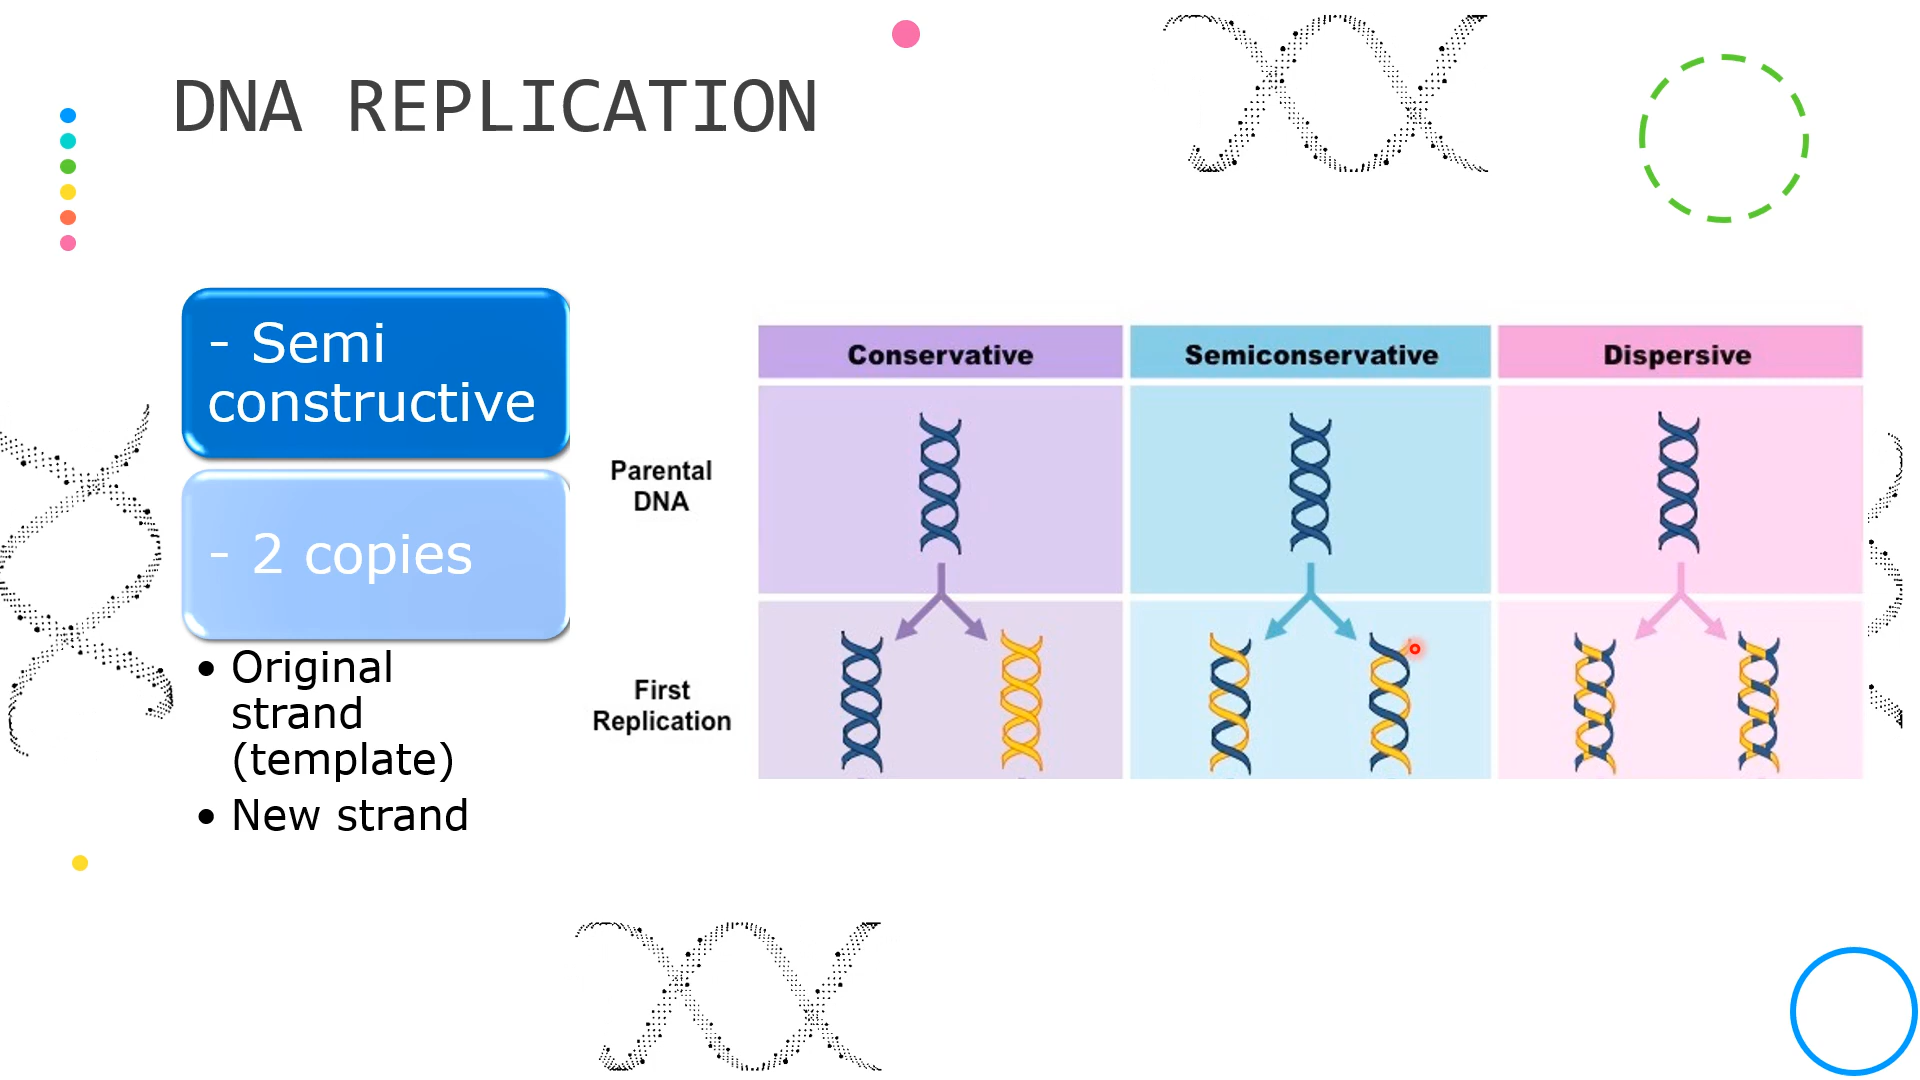 DNA REPLICATION
- Semi
constructive
- 2 copies
• Original
strand
(template)
• New strand
Conservative
Semiconservative
Dispersive
Parental
DNA
First
Replication